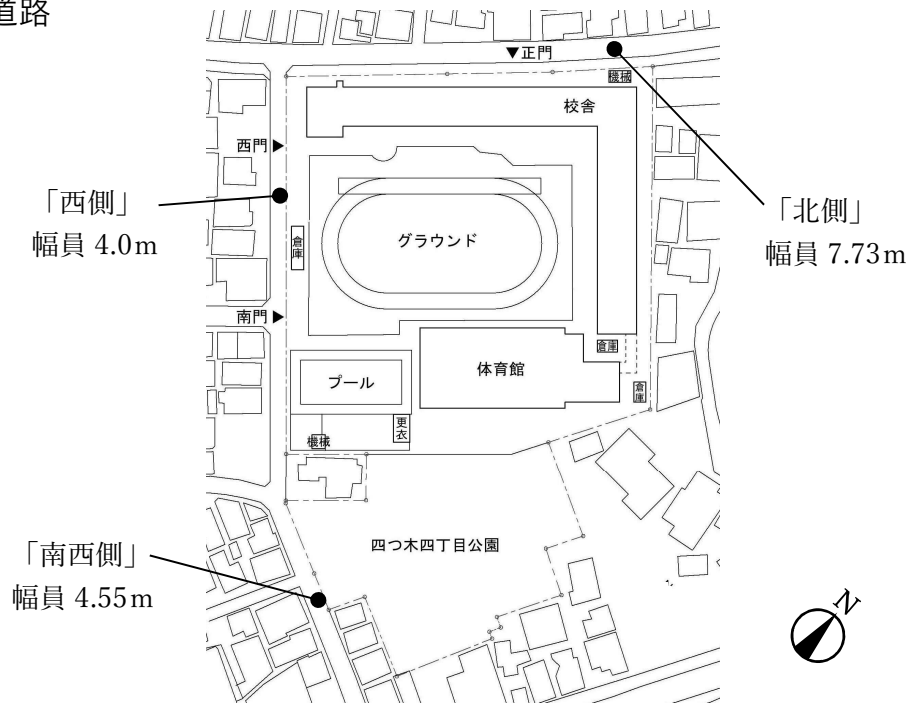 道路
▼正門
機械
校舎
西門▶
「西側」
幅員 4.0m
「北側」
幅員 7.73m
倉庫
グラウンド
南門▶
倉庫
体育館
プール
倉庫
更衣
機械
四つ木四丁目公園
「南西側」
幅員 4.55m
N